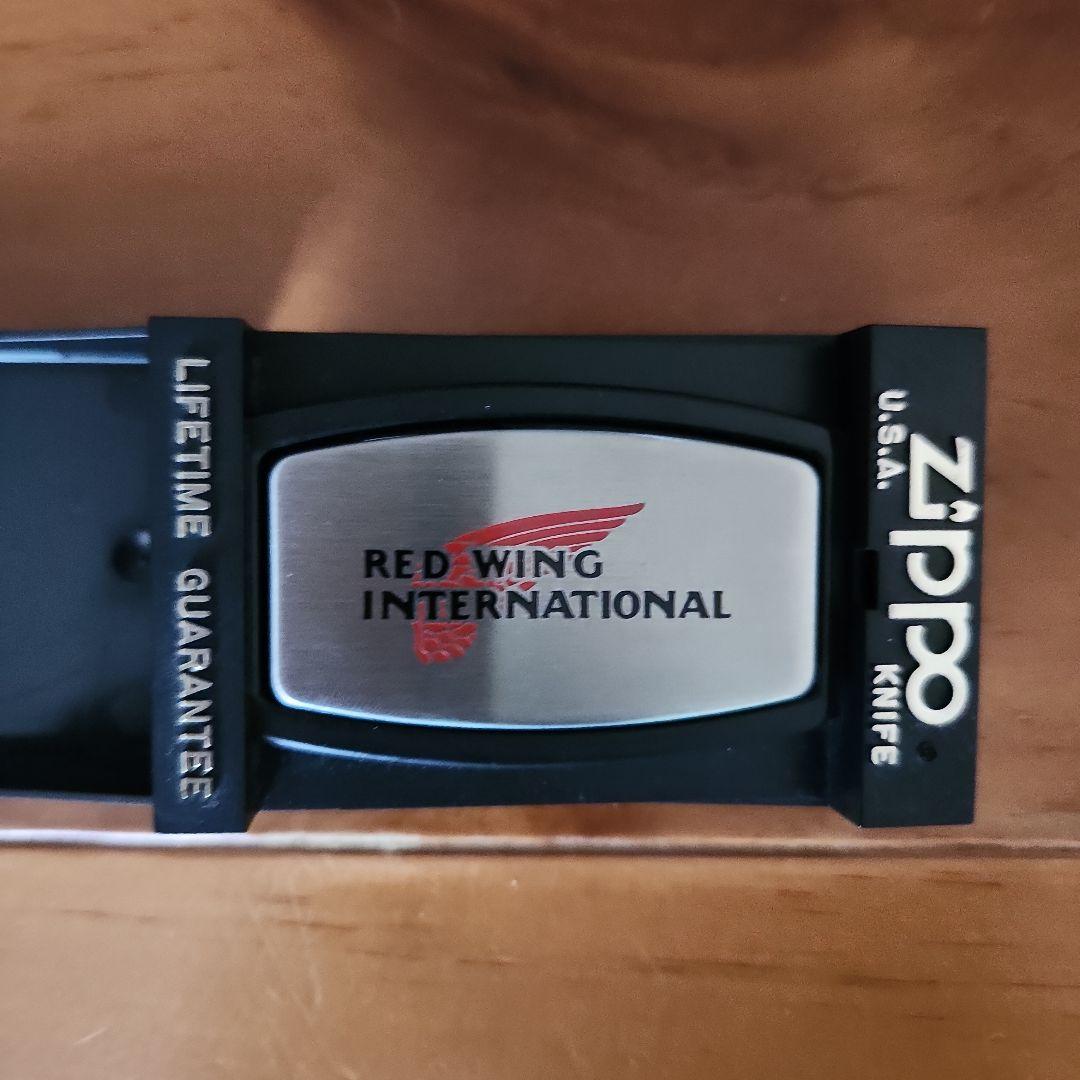 LIFETIME GUARANTEE
RED WING
INTERNATIONAL
Zippo
U.S.A. KNIFE